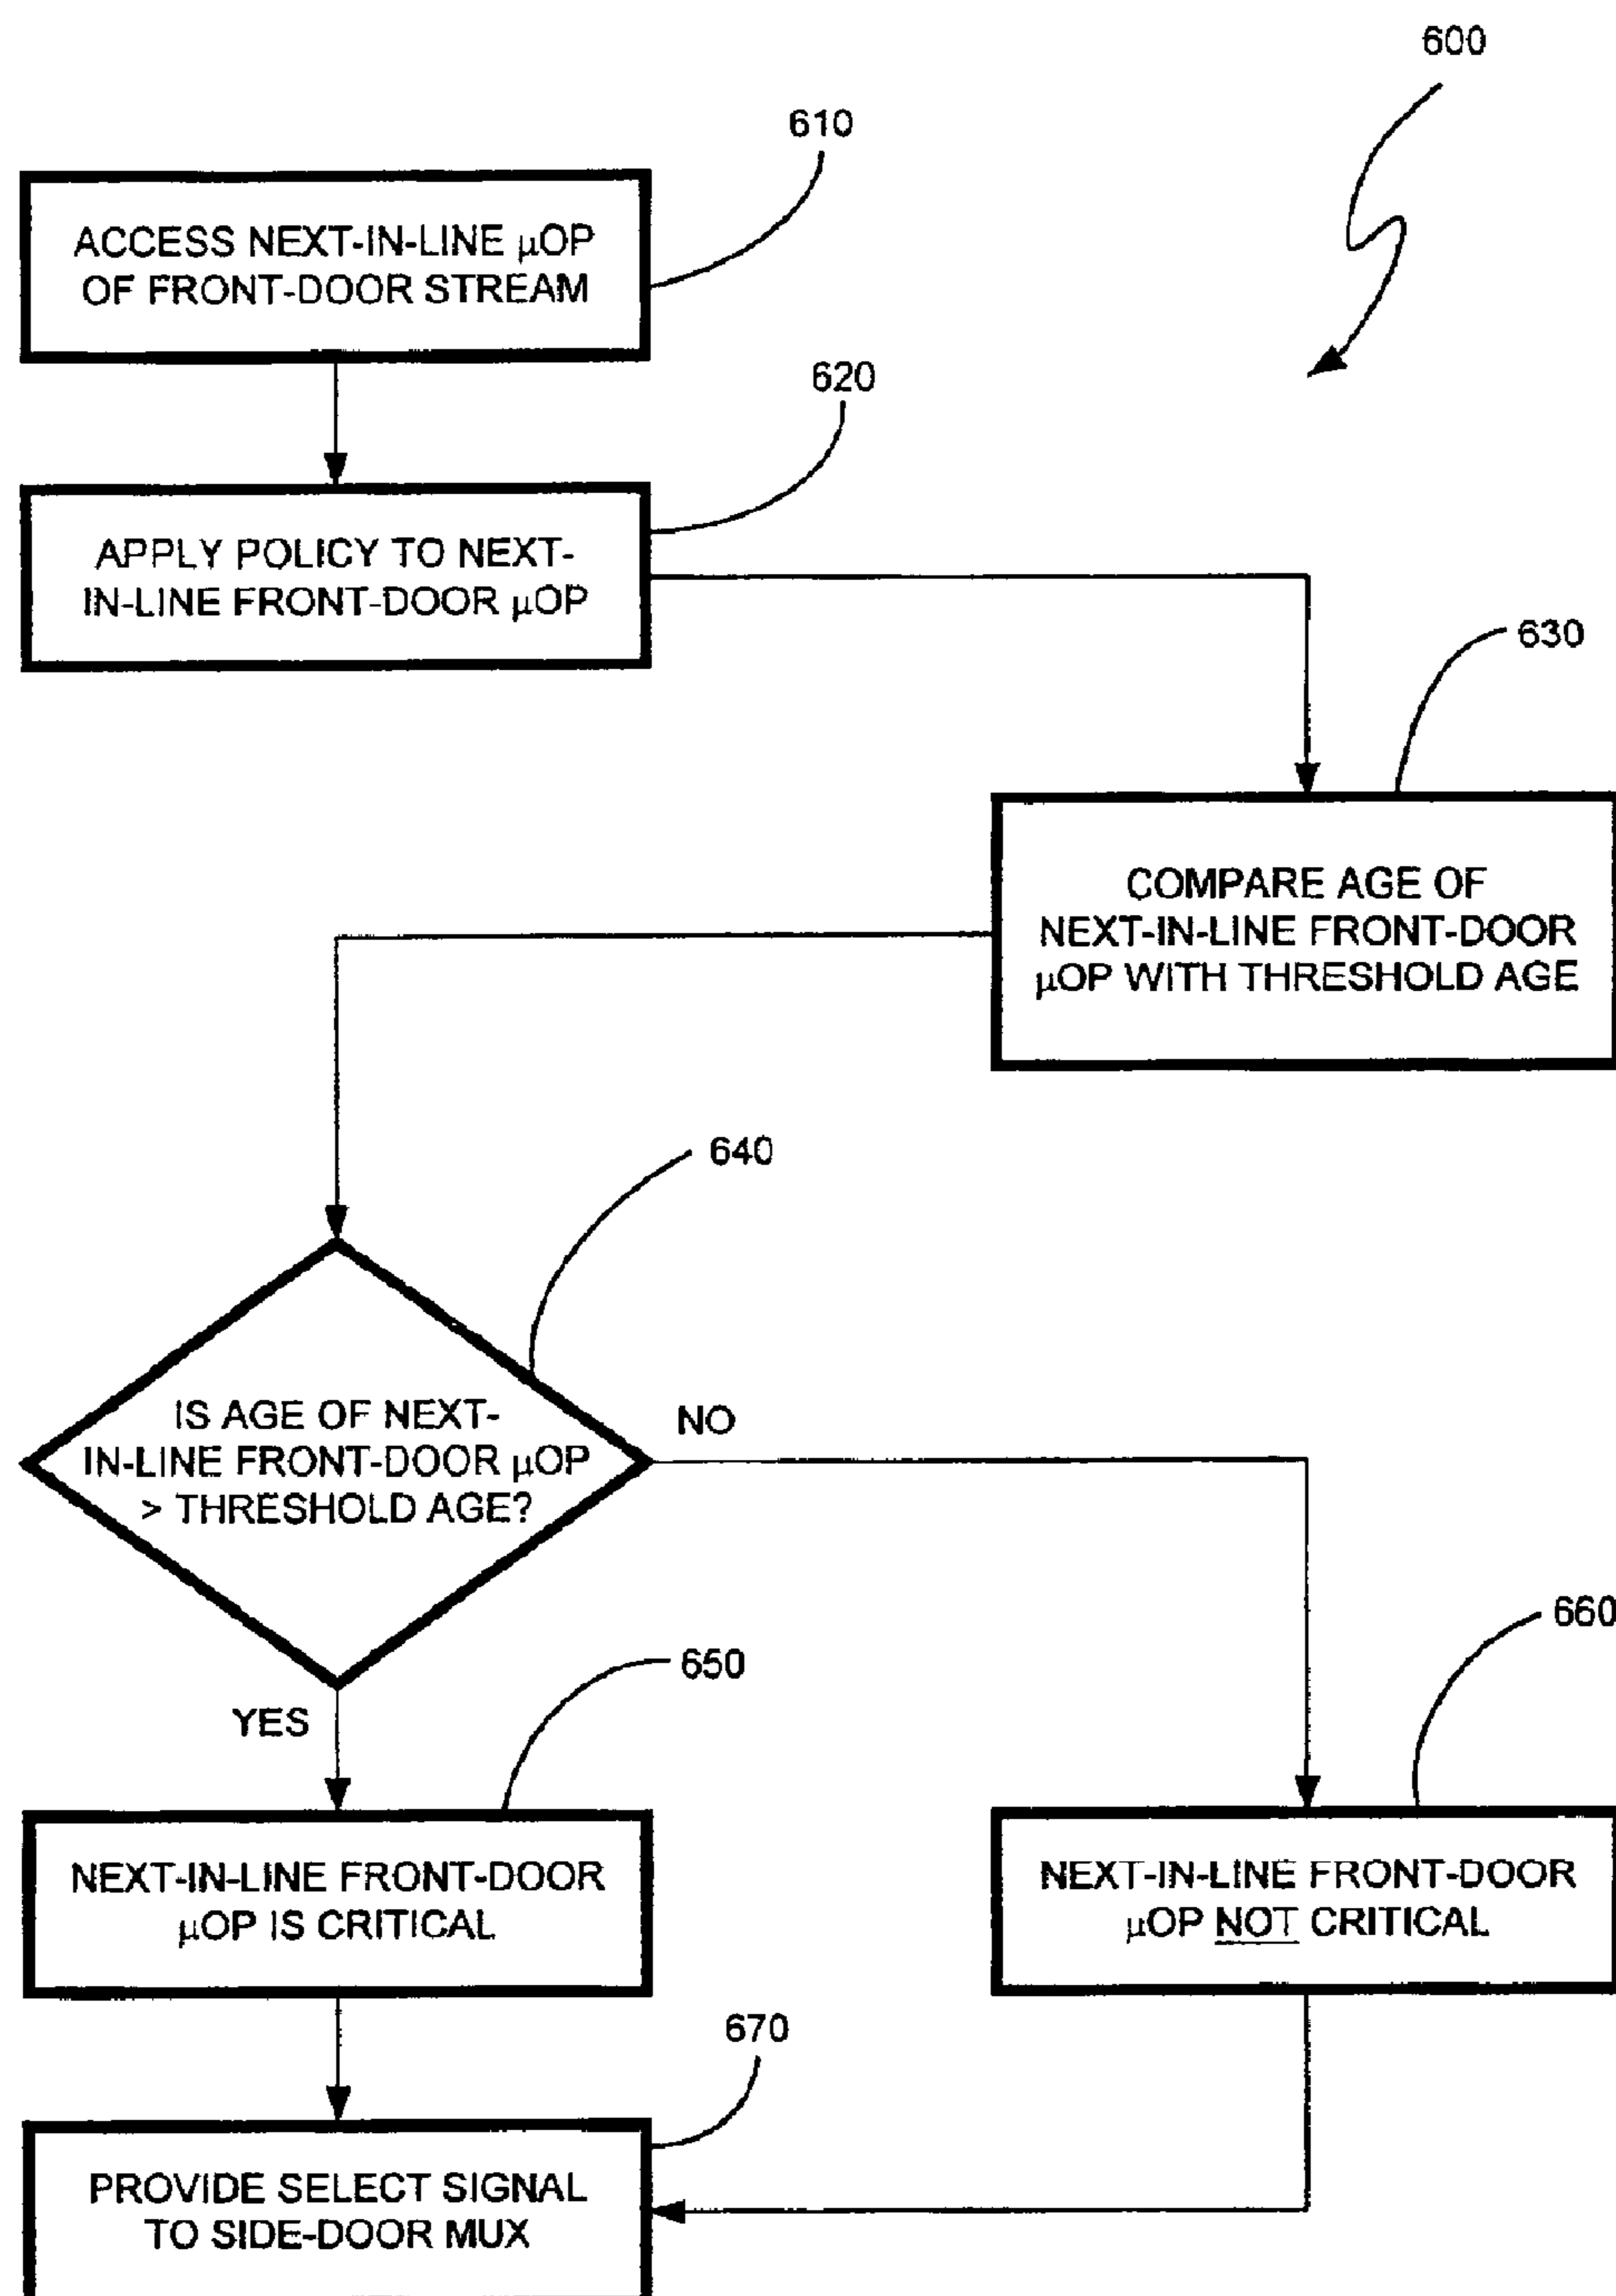 600
610
ACCESS NEXT-IN-LINE µOP
OF FRONT-DOOR STREAM
620
APPLY POLICY TO NEXT-
IN-LINE FRONT-DOOR µOP
630
COMPARE AGE OF
NEXT-IN-LINE FRONT-DOOR
µOP WITH THRESHOLD AGE
640
IS AGE OF NEXT-
IN-LINE FRONT-DOOR µOP
> THRESHOLD AGE?
NO
YES
650
660
NEXT-IN-LINE FRONT-DOOR
µOP IS CRITICAL
NEXT-IN-LINE FRONT-DOOR
µOP NOT CRITICAL
670
PROVIDE SELECT SIGNAL
TO SIDE-DOOR MUX